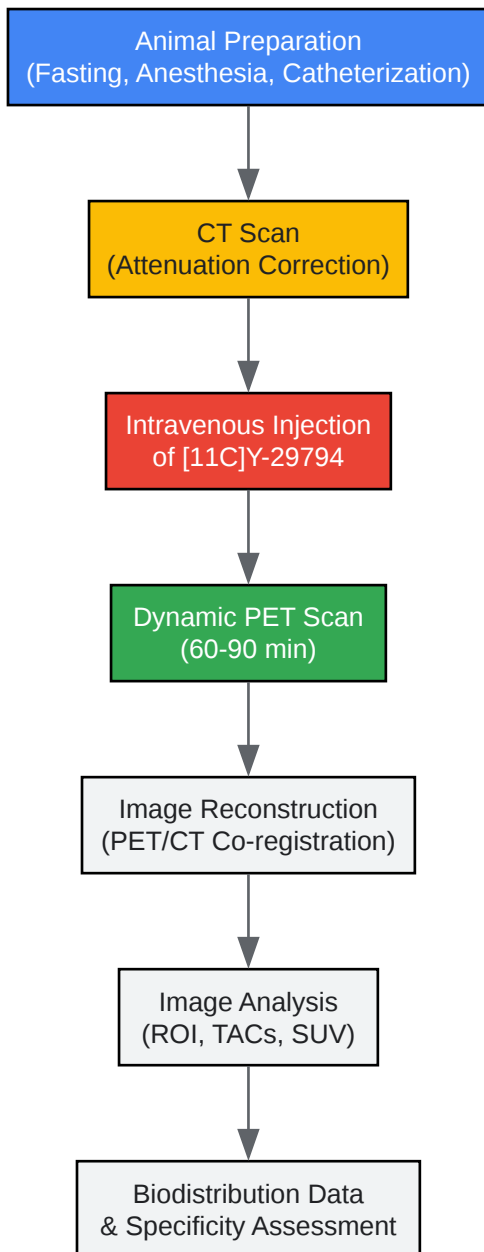 Animal Preparation
(Fasting, Anesthesia, Catheterization)
CT Scan
(Attenuation Correction)
Intravenous Injection
of [11C]Y-29794
Dynamic PET Scan
(60-90 min)
Image Reconstruction
(PET/CT Co-registration)
Image Analysis
(ROI, TACs, SUV)
Biodistribution Data
& Specificity Assessment